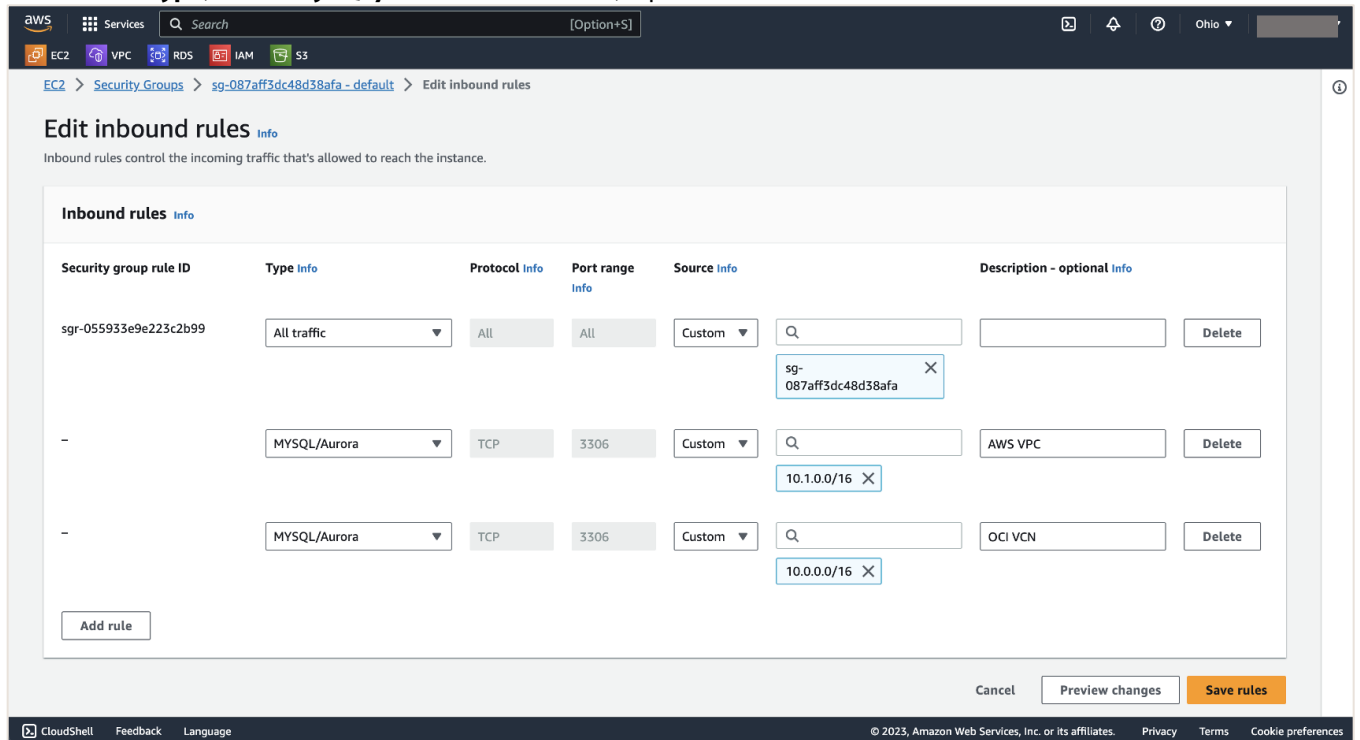 aws Services Search [Option+S] Ohio
EC2 VPC RDS IAM S3
EC2 > Security Groups > sg-087aff3dc48d38afa - default > Edit inbound rules
Edit inbound rules Info
Inbound rules control the incoming traffic that's allowed to reach the instance.
Inbound rules Info
Security group rule ID Type Info Protocol Info Port range Source Info Description - optional Info
Info
sgr-055933e9e223c2b99 All traffic All All Custom Delete
sg-
087aff3dc48d38afa
– MYSQL/Aurora TCP 3306 Custom AWS VPC Delete
10.1.0.0/16
– MYSQL/Aurora TCP 3306 Custom OCI VCN Delete
10.0.0.0/16
Add rule
Cancel Preview changes Save rules
CloudShell Feedback Language © 2023, Amazon Web Services, Inc. or its affiliates. Privacy Terms Cookie preferences